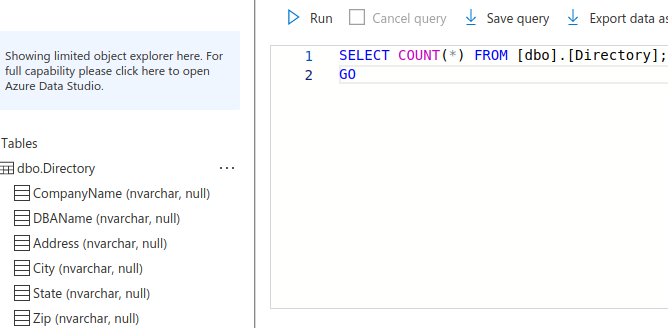 Run Cancel query Save query Export data as
Showing limited object explorer here. For
full capability please click here to open
Azure Data Studio.
1 SELECT COUNT(*) FROM [dbo].[Directory];
2 GO
Tables
dbo.Directory ...
CompanyName (nvarchar, null)
DBAName (nvarchar, null)
Address (nvarchar, null)
City (nvarchar, null)
State (nvarchar, null)
Zip (nvarchar, null)